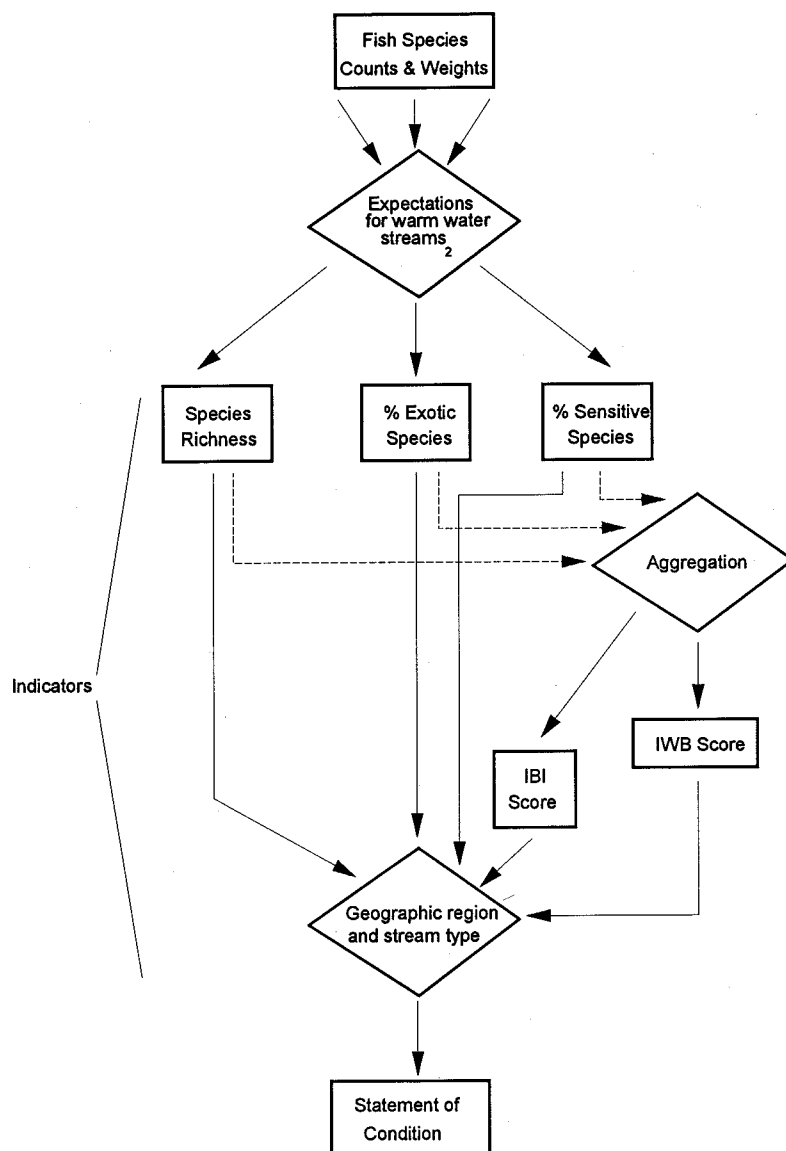 Fish Species
Counts & Weights
Expectations
for warm water
streams
2
Species
Richness
% Exotic
Species
% Sensitive
Species
Aggregation
Indicators
IWB Score
IBI
Score
Geographic region
and stream type
Statement of
Condition